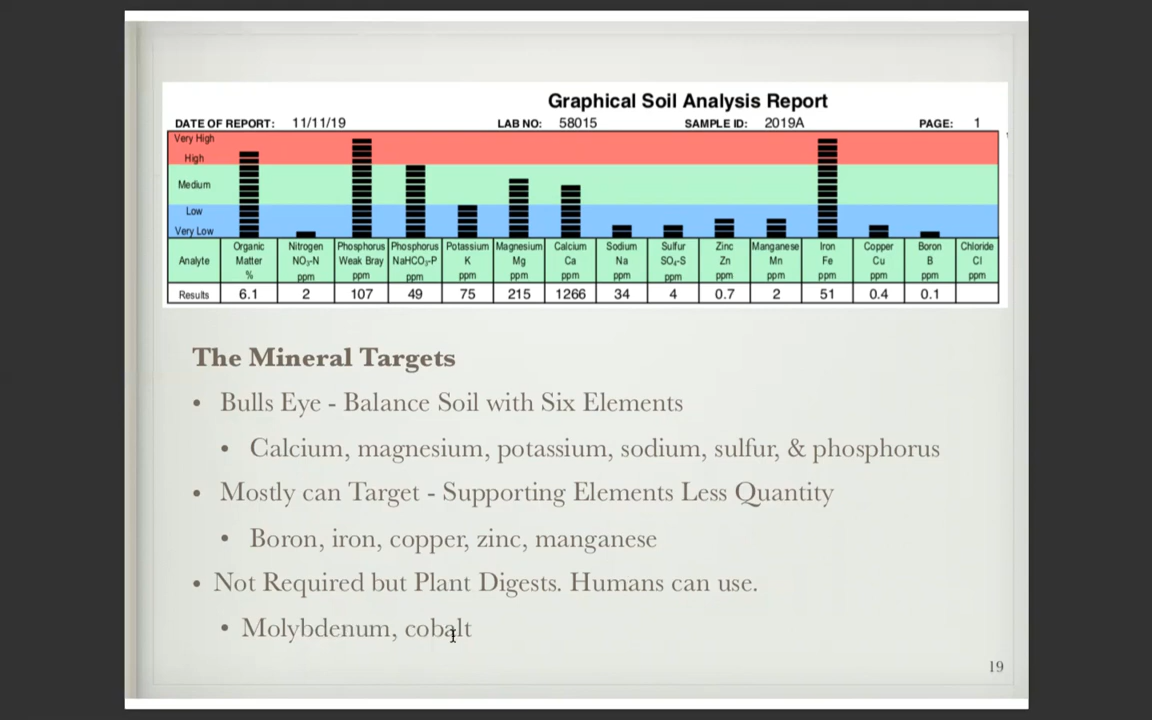 Graphical Soil Analysis Report
DATE OF REPORT: 11/11/19 LAB NO: 58015 SAMPLE ID: 2019A PAGE: 1
Very High
High
Medium
Low
Very Low
Analyte
Organic Matter %
Nitrogen NO₃-N ppm
Phosphorus Weak Bray ppm
Phosphorus NaHCO₃-P ppm
Potassium K ppm
Magnesium Mg ppm
Calcium Ca ppm
Sodium Na ppm
Sulfur SO₄-S ppm
Zinc Zn ppm
Manganese Mn ppm
Iron Fe ppm
Copper Cu ppm
Boron B ppm
Chloride Cl ppm
Results 6.1 2 107 49 75 215 1266 34 4 0.7 2 51 0.4 0.1
The Mineral Targets
• Bulls Eye - Balance Soil with Six Elements
• Calcium, magnesium, potassium, sodium, sulfur, & phosphorus
• Mostly can Target - Supporting Elements Less Quantity
• Boron, iron, copper, zinc, manganese
• Not Required but Plant Digests. Humans can use.
• Molybdenum, cobalt
19